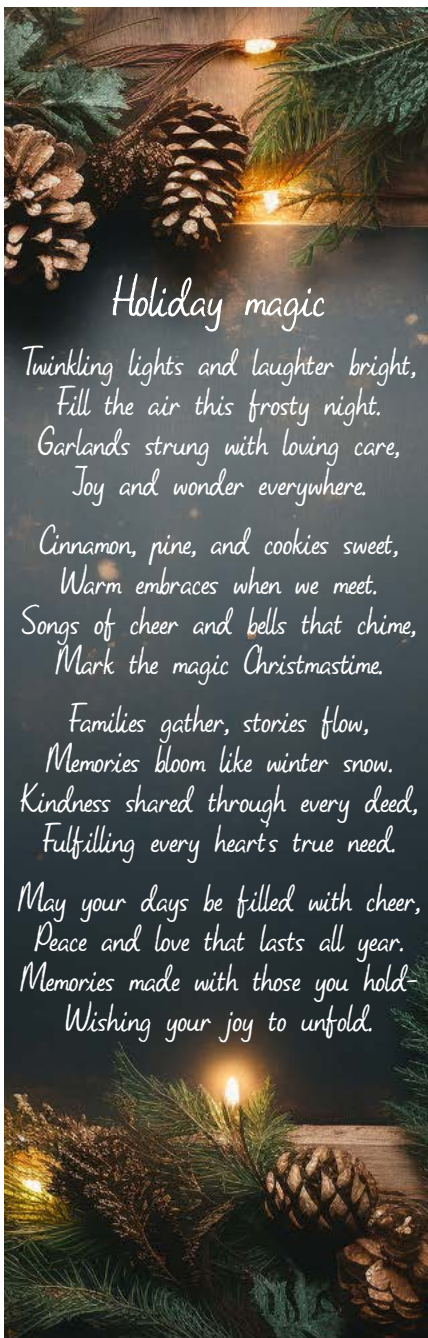 Holiday magic
Twinkling lights and laughter bright,
Fill the air this frosty night.
Garlands strung with loving care,
Joy and wonder everywhere.
Cinnamon, pine, and cookies sweet,
Warm embraces when we meet.
Songs of cheer and bells that chime,
Mark the magic Christmastime.
Families gather, stories flow,
Memories bloom like winter snow.
Kindness shared through every deed,
Fulfilling every heart's true need.
May your days be filled with cheer,
Peace and love that lasts all year.
Memories made with those you hold-
Wishing your joy to unfold.